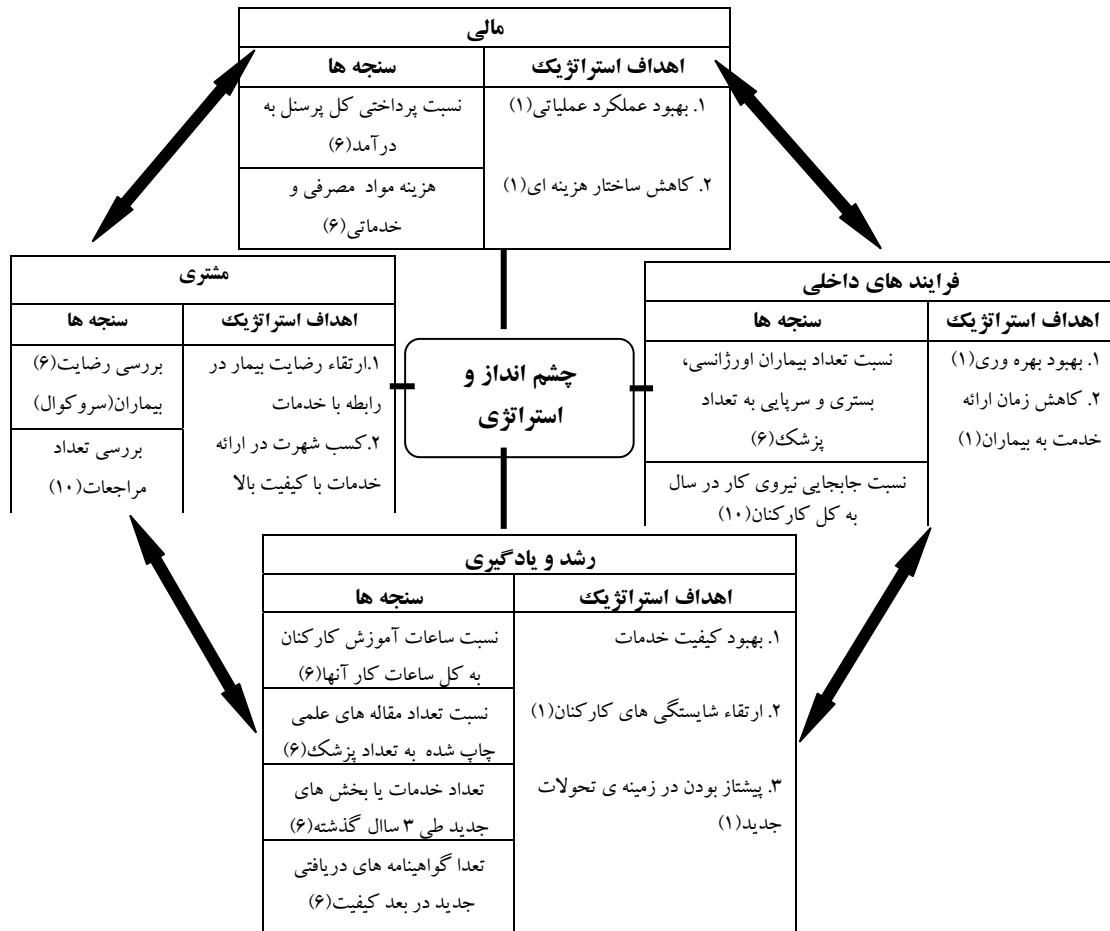 مالی
اهداف استراتژیک
سنجه ها
۱. بهبود عملکرد عملیاتی(۱)
۲. کاهش ساختار هزینه ای(۱)
نسبت پرداختی کل پرسنل به
درآمد(۶)
هزینه مواد مصرفی و
خدماتی(۶)
فرایند های داخلی
اهداف استراتژیک
سنجه ها
۱. بهبود بهره وری(۱)
۲. کاهش زمان ارائه
خدمت به بیماران(۱)
نسبت تعداد بیماران اورژانسی،
بستری و سرپایی به تعداد
پزشک(۶)
نسبت جابجایی نیروی کار در سال
به کل کارکنان(۱۰)
چشم انداز و
استراتژی
مشتری
اهداف استراتژیک
سنجه ها
۱.ارتقاء رضایت بیمار در
رابطه با خدمات
۲.کسب شهرت در ارائه
خدمات با کیفیت بالا
بررسی رضایت(۶)
بیماران(سروکوال)
بررسی تعداد
مراجعات(۱۰)
رشد و یادگیری
اهداف استراتژیک
سنجه ها
۱. بهبود کیفیت خدمات
۲. ارتقاء شایستگی های کارکنان(۱)
۳. پیشتاز بودن در زمینه ی تحولات
جدید(۱)
نسبت ساعات آموزش کارکنان
به کل ساعات کار آنها(۶)
نسبت تعداد مقاله های علمی
چاپ شده به تعداد پزشک(۶)
تعداد خدمات یا بخش های
جدید طی ۳ ساال گذشته(۶)
تعدا گواهینامه های دریافتی
جدید در بعد کیفیت(۶)